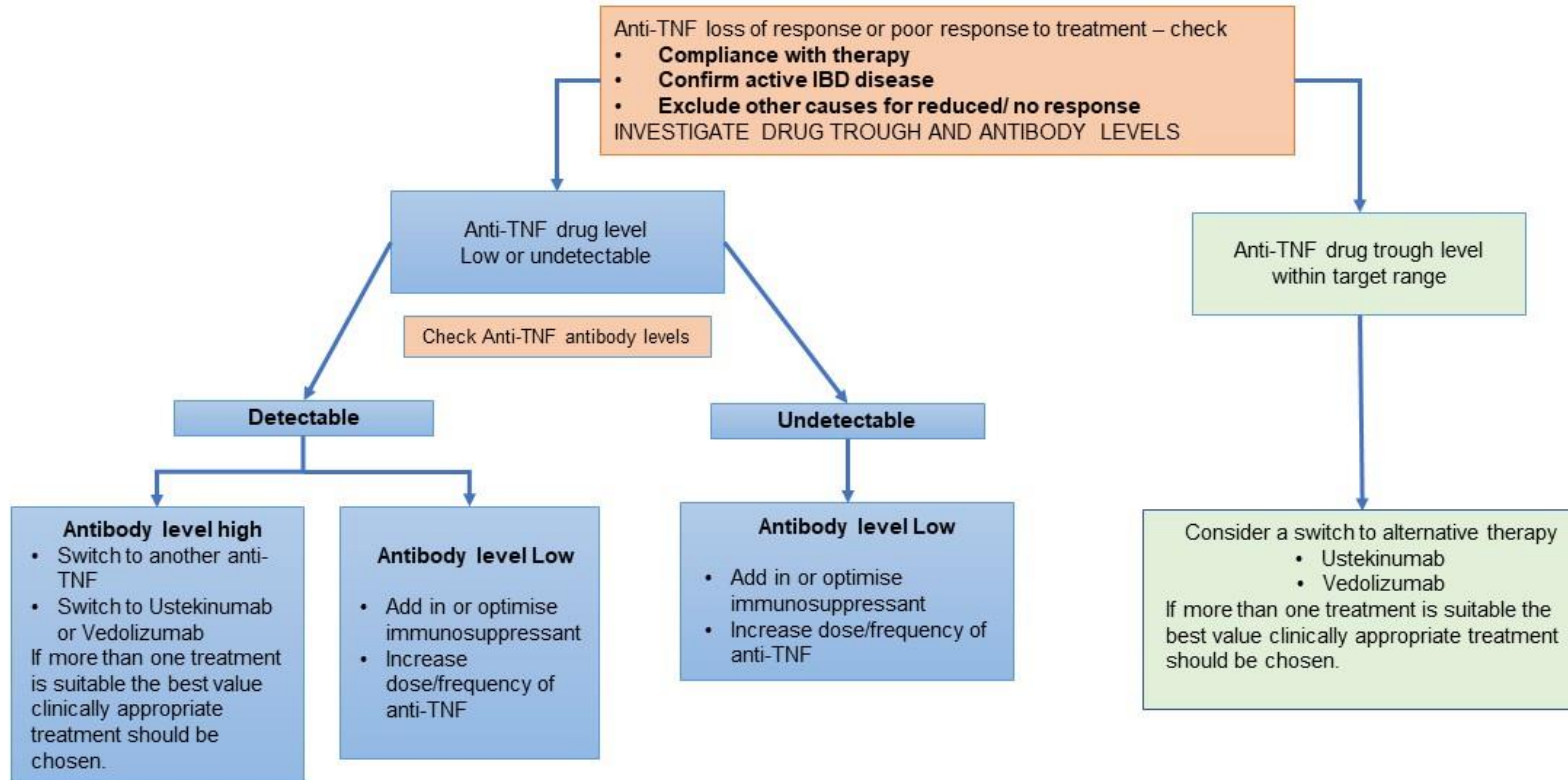 Anti-TNF loss of response or poor response to treatment – check
• Compliance with therapy
• Confirm active IBD disease
• Exclude other causes for reduced/ no response
INVESTIGATE DRUG TROUGH AND ANTIBODY LEVELS
Anti-TNF drug level
Low or undetectable
Anti-TNF drug trough level
within target range
Check Anti-TNF antibody levels
Detectable
Undetectable
Antibody level high
• Switch to another anti-
TNF
• Switch to Ustekinumab
or Vedolizumab
If more than one treatment
is suitable the best value
clinically appropriate
treatment should be
chosen.
Antibody level Low
• Add in or optimise
immunosuppressant
• Increase
dose/frequency of
anti-TNF
Antibody level Low
• Add in or optimise
immunosuppressant
• Increase dose/frequency of
anti-TNF
Consider a switch to alternative therapy
• Ustekinumab
• Vedolizumab
If more than one treatment is suitable the
best value clinically appropriate treatment
should be chosen.